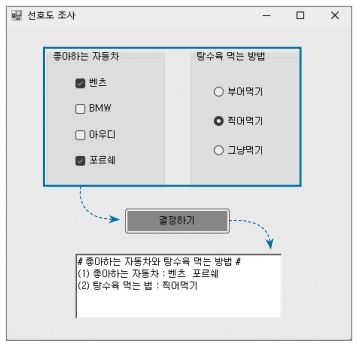 선호도 조사
좋아하는 자동차
벤츠
BMW
아우디
포르쉐
탕수육 먹는 방법
부어먹기
찍어먹기
그냥먹기
결정하기
# 좋아하는 자동차와 탕수육 먹는 방법 #
(1) 좋아하는 자동차 : 벤츠 포르쉐
(2) 탕수육 먹는 법 : 찍어먹기